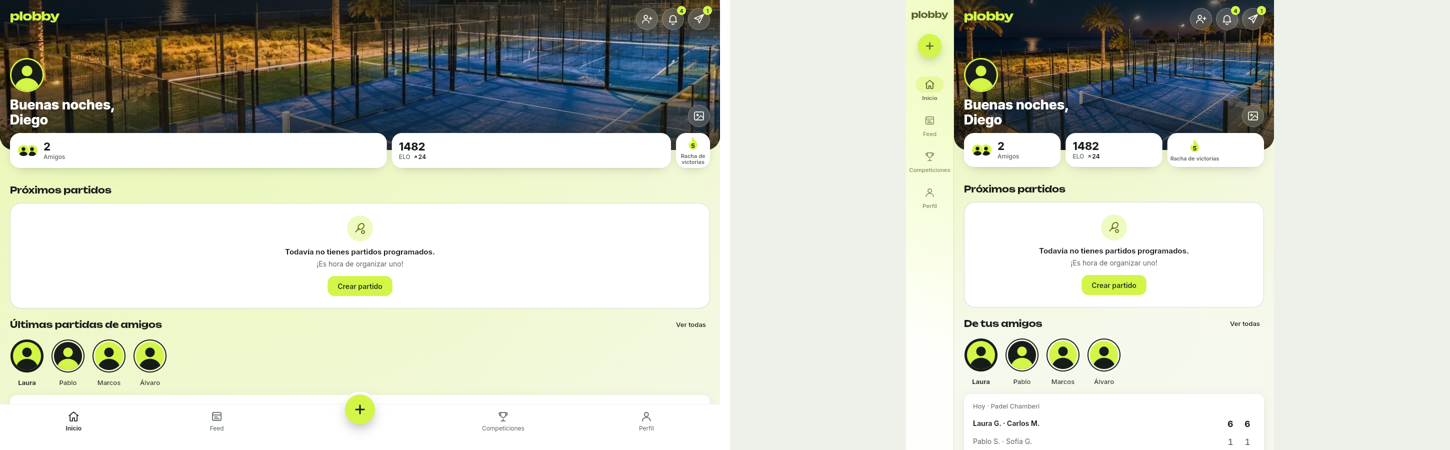 plobby
4
1
Buenas noches,
Diego
2
Amigos
1482
ELO ↗24
5
Racha de
victorias
Próximos partidos
Todavía no tienes partidos programados.
¡Es hora de organizar uno!
Crear partido
Últimas partidas de amigos
Ver todas
Laura
Pablo
Marcos
Álvaro
Inicio
Feed
+
Competiciones
Perfil
plobby
+
Inicio
Feed
Competiciones
Perfil
plobby
4
1
Buenas noches,
Diego
2
Amigos
1482
ELO ↗24
5
Racha de victorias
Próximos partidos
Todavía no tienes partidos programados.
¡Es hora de organizar uno!
Crear partido
De tus amigos
Ver todas
Laura
Pablo
Marcos
Álvaro
Hoy · Padel Chamberí
Laura G. · Carlos M. 6 6
Pablo S. · Sofía G. 1 1